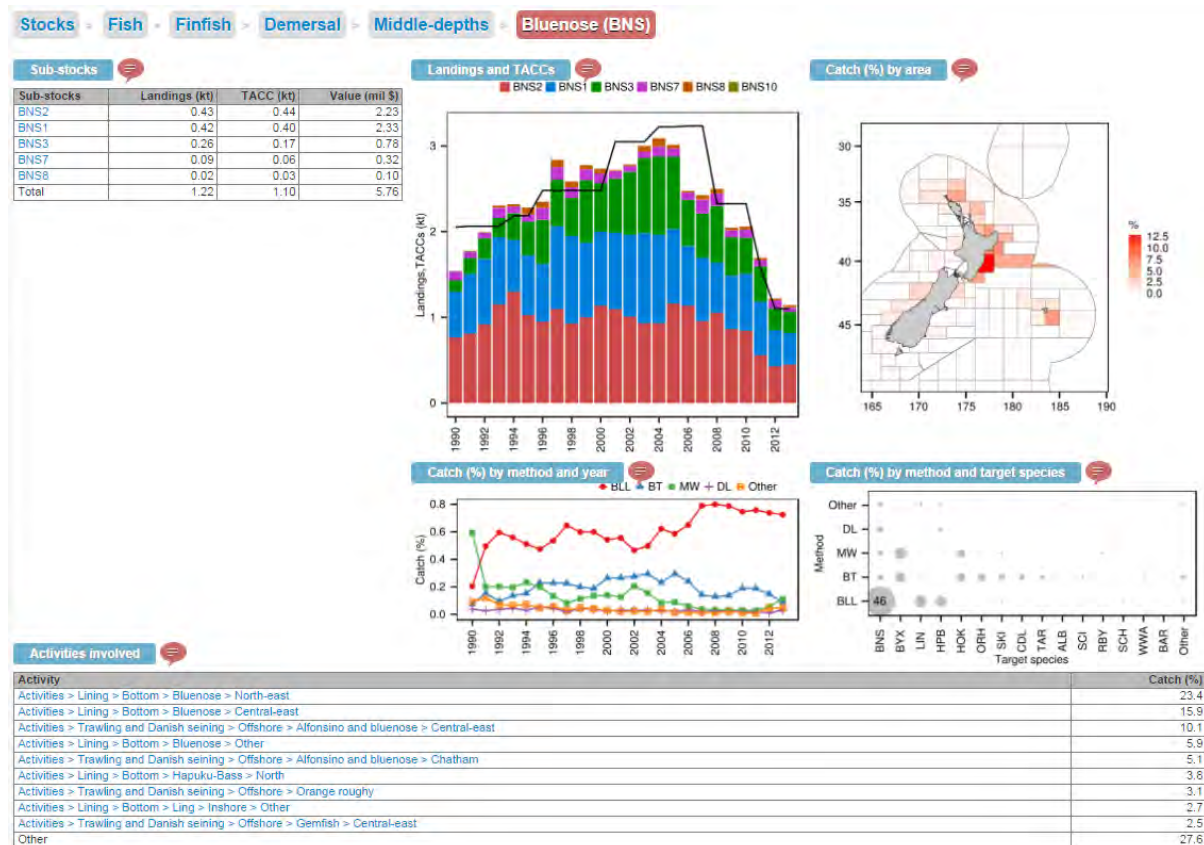 Stocks > Fish > Finfish > Demersal > Middle-depths > Bluenose (BNS)
Sub-stocks
Sub-stocks Landings (kt) TACC (kt) Value (mil $)
BNS2 0.43 0.44 2.23
BNS1 0.42 0.40 2.33
BNS3 0.26 0.17 0.78
BNS7 0.09 0.06 0.32
BNS8 0.02 0.03 0.10
Total 1.22 1.10 5.76
Landings and TACCs
BNS2 BNS1 BNS3 BNS7 BNS8 BNS10
Landings,TACCs (kt)
3
2
1
0
1990 1992 1994 1996 1998 2000 2002 2004 2006 2008 2010 2012
Catch (%) by area
30
35
40
45
165 170 175 180 185 190
%
12.5
10.0
7.5
5.0
2.5
0.0
Catch (%) by method and year
BLL BT MW DL Other
Catch (%)
0.8
0.6
0.4
0.2
0.0
1990 1992 1994 1996 1998 2000 2002 2004 2006 2008 2010 2012
Catch (%) by method and target species
Method
Other
DL
MW
BT
BLL
46
BNS BYX LIN HPB HOK ORH SKI CDL TAR ALB SCI RBY SCH WWA BAR Other
Target species
Activities involved
Activity Catch (%)
Activities > Lining > Bottom > Bluenose > North-east 23.4
Activities > Lining > Bottom > Bluenose > Central-east 15.9
Activities > Trawling and Danish seining > Offshore > Alfonsino and bluenose > Central-east 10.1
Activities > Lining > Bottom > Bluenose > Other 5.9
Activities > Trawling and Danish seining > Offshore > Alfonsino and bluenose > Chatham 5.1
Activities > Lining > Bottom > Hapuku-Bass > North 3.8
Activities > Trawling and Danish seining > Offshore > Orange roughy 3.1
Activities > Lining > Bottom > Ling > Inshore > Other 2.7
Activities > Trawling and Danish seining > Offshore > Gemfish > Central-east 2.5
Other 27.6